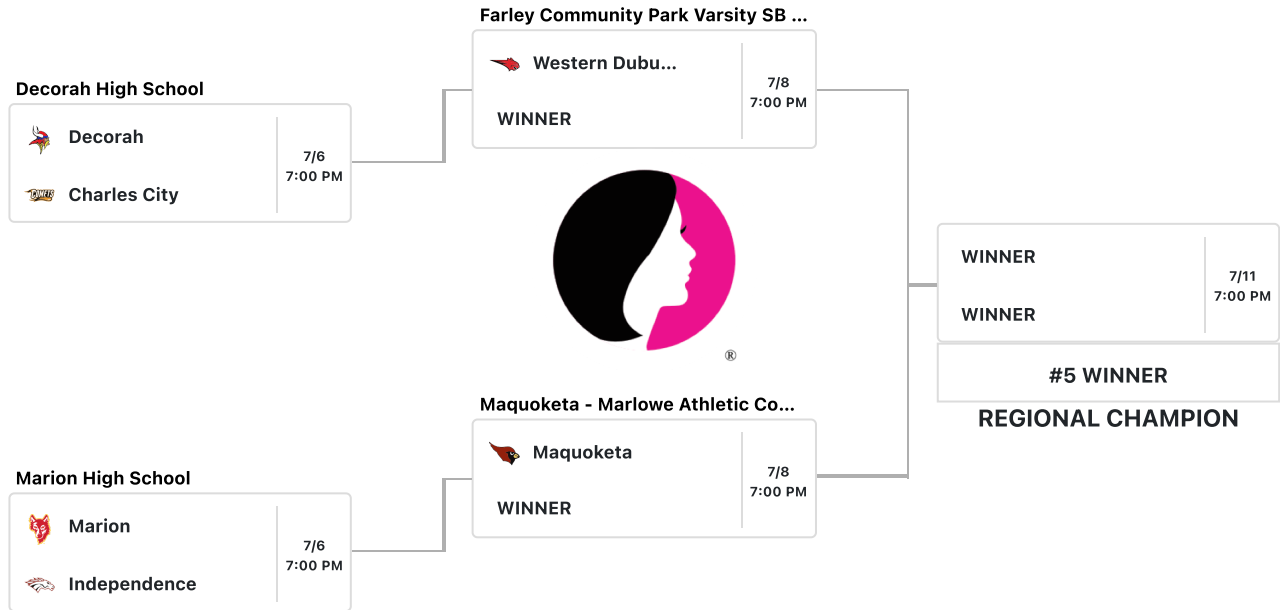 Farley Community Park Varsity SB ...
Western Dubu...
WINNER
7/8
7:00 PM
Decorah High School
Decorah
Charles City
7/6
7:00 PM
COMETS
®
WINNER
WINNER
7/11
7:00 PM
#5 WINNER
REGIONAL CHAMPION
Maquoketa - Marlowe Athletic Co...
Maquoketa
WINNER
7/8
7:00 PM
Marion High School
Marion
Independence
7/6
7:00 PM